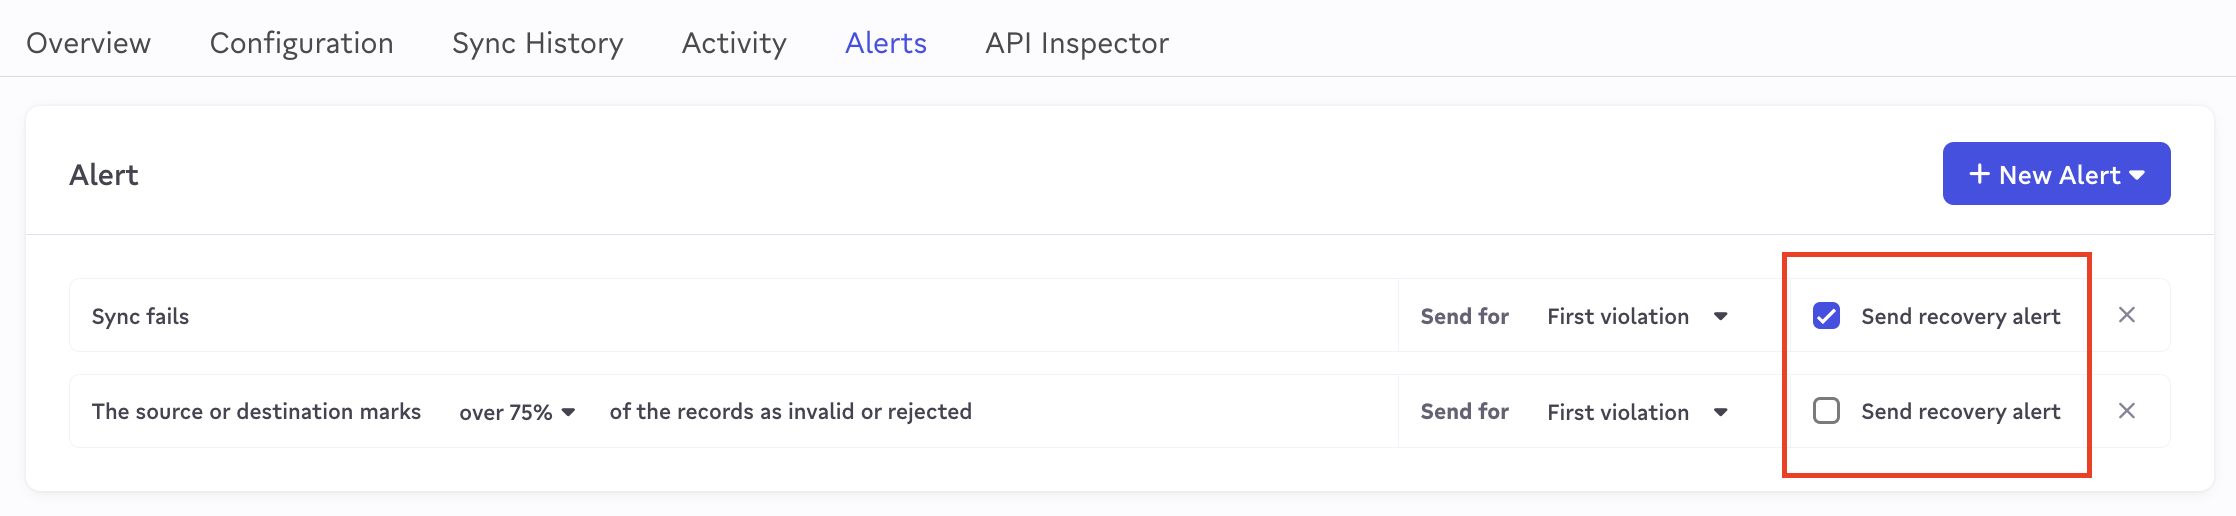 Overview Configuration Sync History Activity Alerts API Inspector
Alert
+ New Alert
Sync fails Send for First violation Send recovery alert
The source or destination marks over 75% of the records as invalid or rejected Send for First violation Send recovery alert